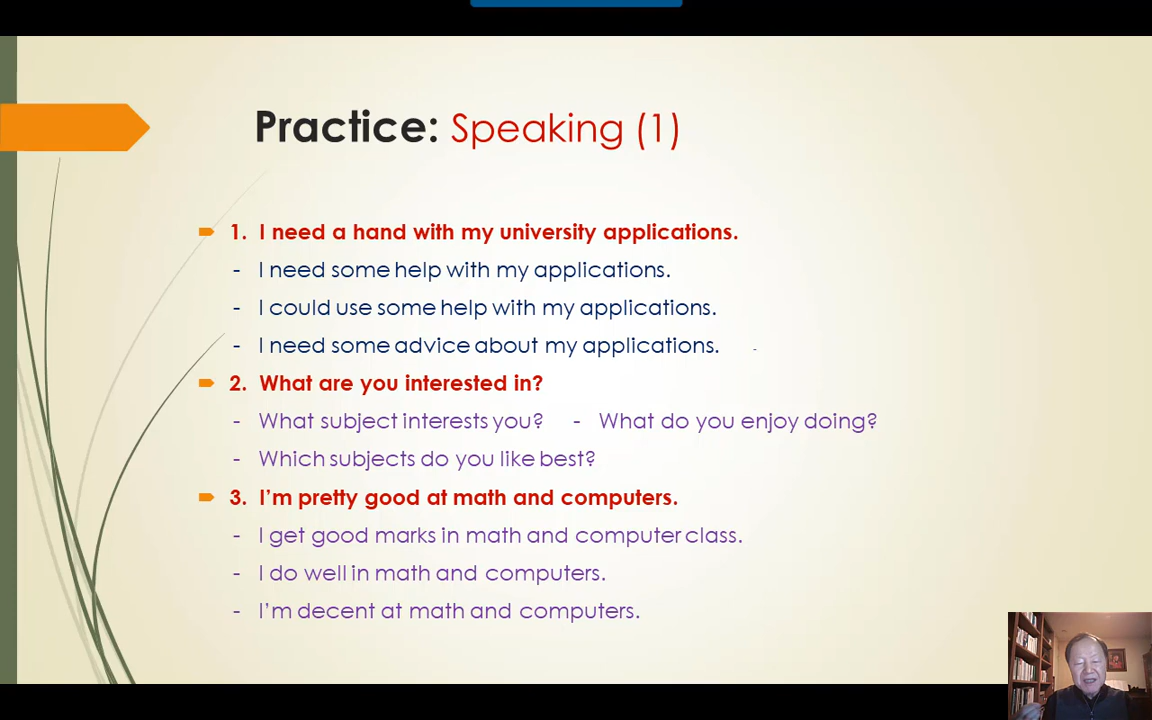 Practice: Speaking (1)
1. I need a hand with my university applications.
- I need some help with my applications.
- I could use some help with my applications.
- I need some advice about my applications.
2. What are you interested in?
- What subject interests you? - What do you enjoy doing?
- Which subjects do you like best?
3. I'm pretty good at math and computers.
- I get good marks in math and computer class.
- I do well in math and computers.
- I'm decent at math and computers.